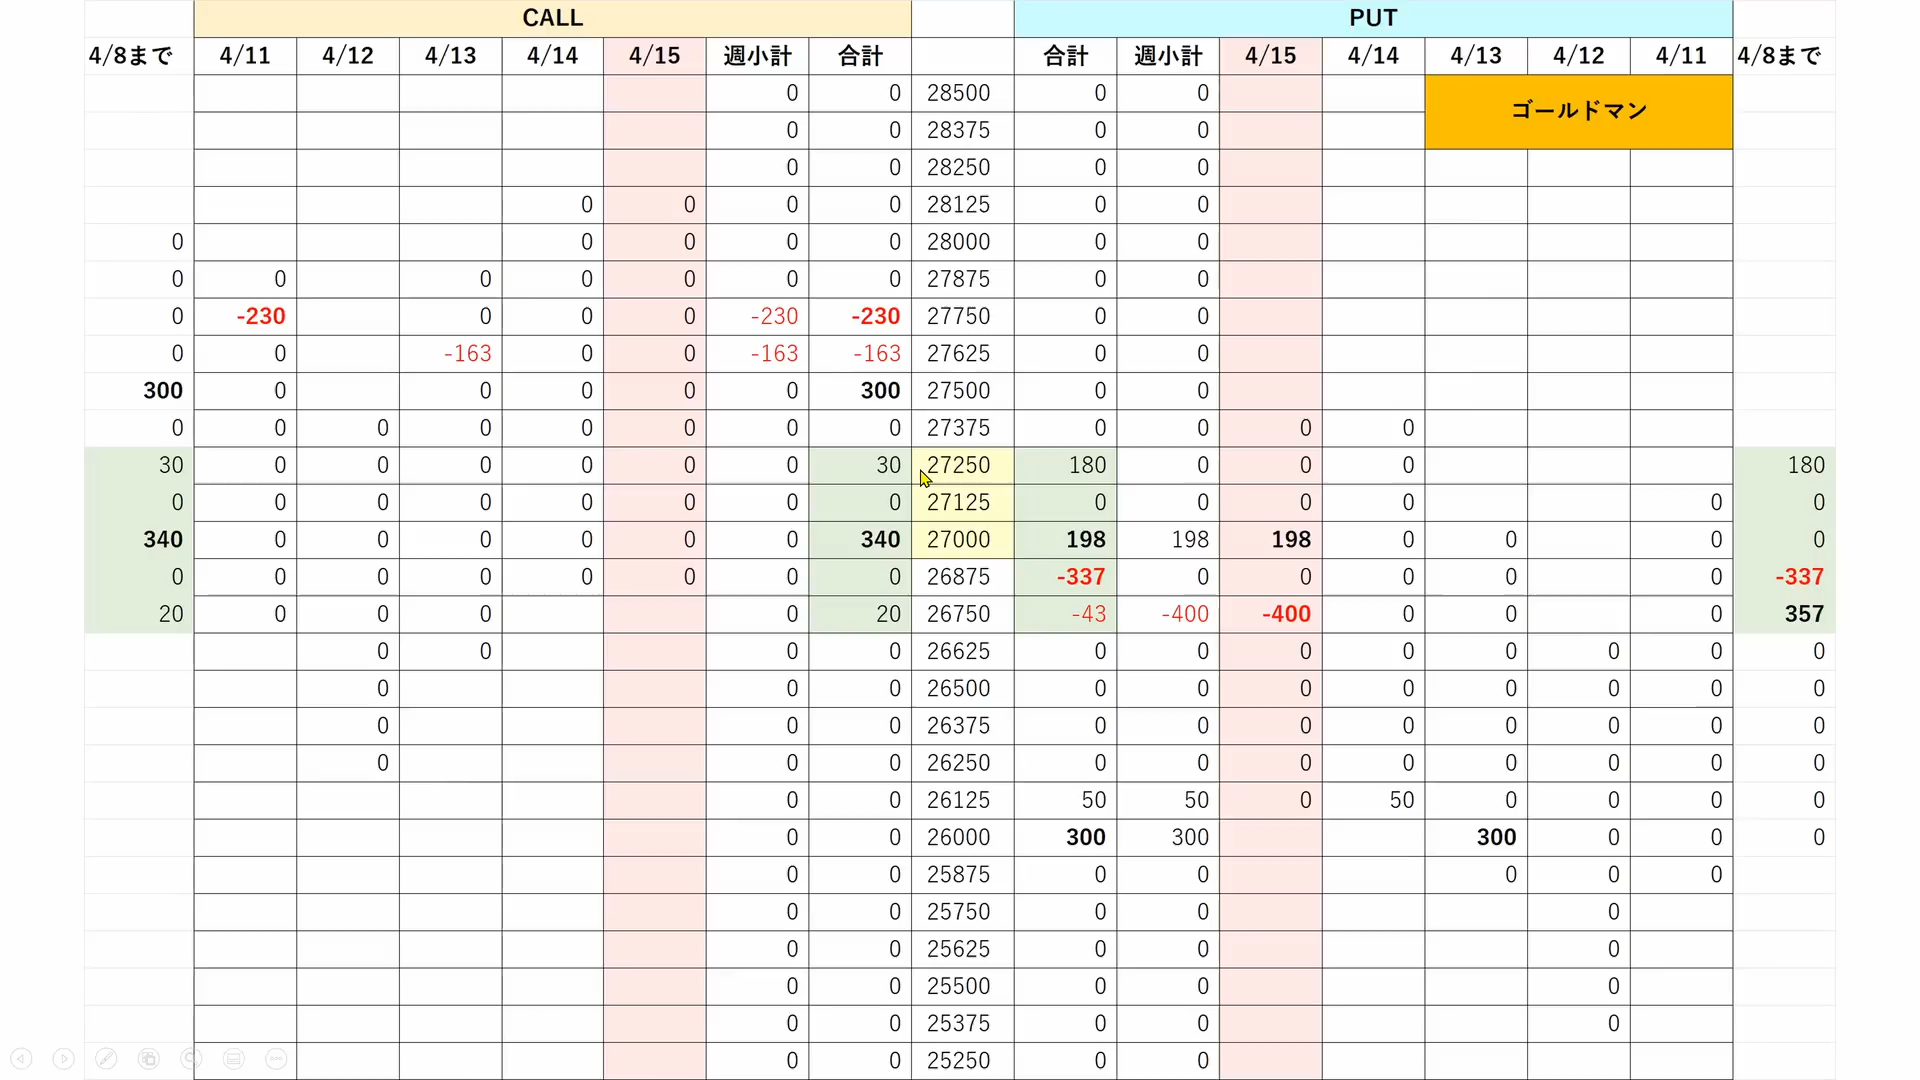 CALL PUT
4/8まで 4/11 4/12 4/13 4/14 4/15 週小計 合計 合計 週小計 4/15 4/14 4/13 4/12 4/11 4/8まで
0 0 28500 0 0 ゴールドマン
0 0 28375 0 0
0 0 28250 0 0
0 0 0 0 28125 0 0
0 0 0 0 0 28000 0 0
0 0 0 0 0 0 0 27875 0 0
0 -230 0 0 0 -230 -230 27750 0 0
0 0 -163 0 0 -163 -163 27625 0 0
300 0 0 0 0 0 300 27500 0 0
0 0 0 0 0 0 0 0 27375 0 0 0 0
30 0 0 0 0 0 0 30 27250 180 0 0 0 180
0 0 0 0 0 0 0 0 27125 0 0 0 0 0 0
340 0 0 0 0 0 0 340 27000 198 198 198 0 0 0 0
0 0 0 0 0 0 0 0 26875 -337 0 0 0 0 0 -337
20 0 0 0 0 20 26750 -43 -400 -400 0 0 0 357
0 0 0 0 26625 0 0 0 0 0 0 0 0
0 0 0 26500 0 0 0 0 0 0 0 0
0 0 0 26375 0 0 0 0 0 0 0 0
0 0 0 26250 0 0 0 0 0 0 0 0
0 0 26125 50 50 0 50 0 0 0 0
0 0 26000 300 300 300 0 0 0
0 0 25875 0 0 0 0 0
0 0 25750 0 0 0
0 0 25625 0 0 0
0 0 25500 0 0 0
0 0 25375 0 0 0
0 0 25250 0 0